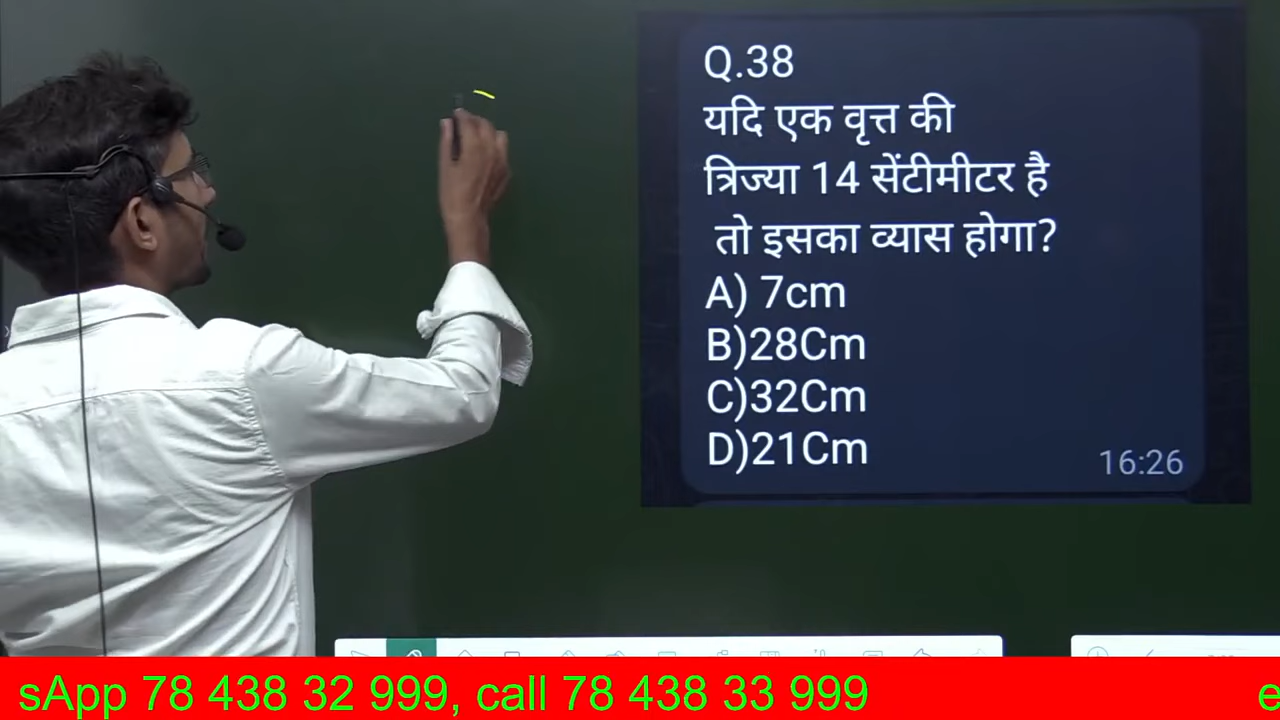 Q.38
यदि एक वृत्त की
त्रिज्या 14 सेंटीमीटर है
तो इसका व्यास होगा?
A) 7cm
B)28Cm
C)32Cm
D)21Cm
16:26
sApp 78 438 32 999, call 78 438 33 999
e